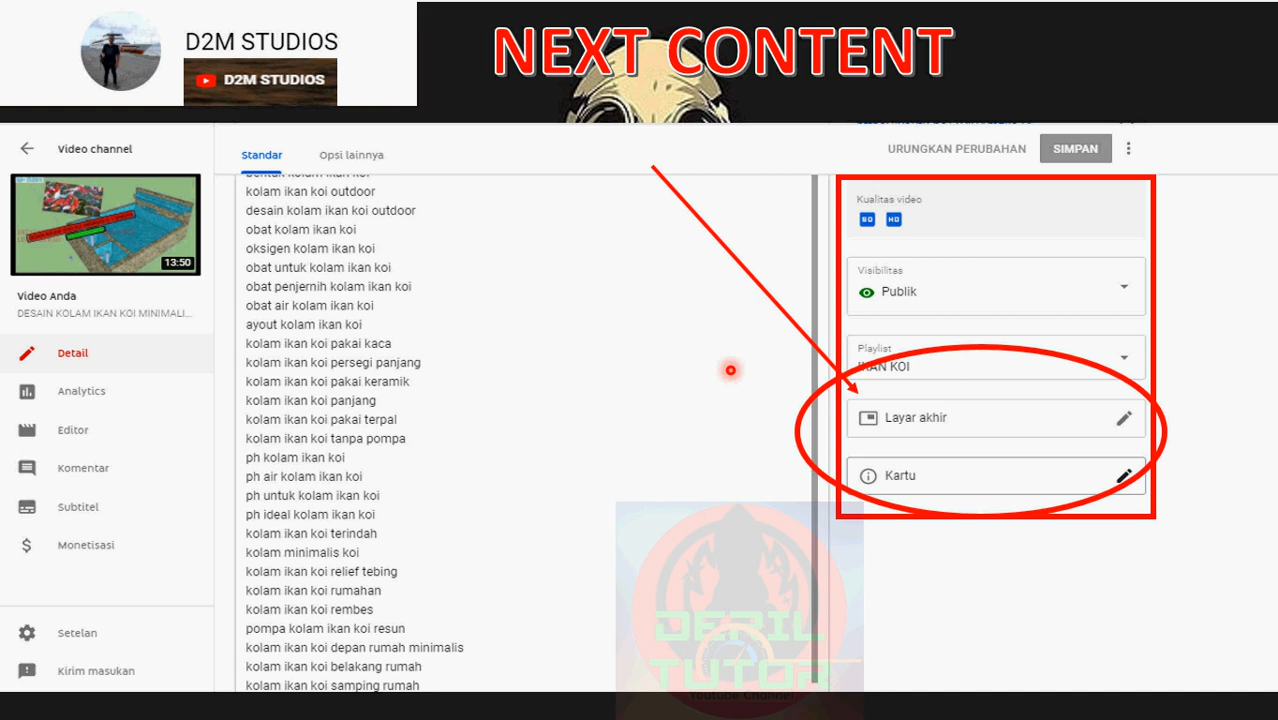 D2M STUDIOS
D2M STUDIOS
NEXT CONTENT
Video channel
Standar
Opsi lainnya
URUNGKAN PERUBAHAN
SIMPAN
13:50
Video Anda
DESAIN KOLAM IKAN KOI MINIMALI...
Detail
Analytics
Editor
Komentar
Subtitel
Monetisasi
Setelan
Kirim masukan
kolam ikan koi outdoor
desain kolam ikan koi outdoor
obat kolam ikan koi
oksigen kolam ikan koi
obat untuk kolam ikan koi
obat penjernih kolam ikan koi
obat air kolam ikan koi
ayout kolam ikan koi
kolam ikan koi pakai kaca
kolam ikan koi persegi panjang
kolam ikan koi pakai keramik
kolam ikan koi panjang
kolam ikan koi pakai terpal
kolam ikan koi tanpa pompa
ph kolam ikan koi
ph air kolam ikan koi
ph untuk kolam ikan koi
ph ideal kolam ikan koi
kolam ikan koi terindah
kolam minimalis koi
kolam ikan koi relief tebing
kolam ikan koi rumahan
kolam ikan koi rembes
pompa kolam ikan koi resun
kolam ikan koi depan rumah minimalis
kolam ikan koi belakang rumah
kolam ikan koi samping rumah
Kualitas video
SD HD
Visibilitas
Publik
Playlist
IKAN KOI
Layar akhir
Kartu
DERIL
TUTOR
Youtube Channel